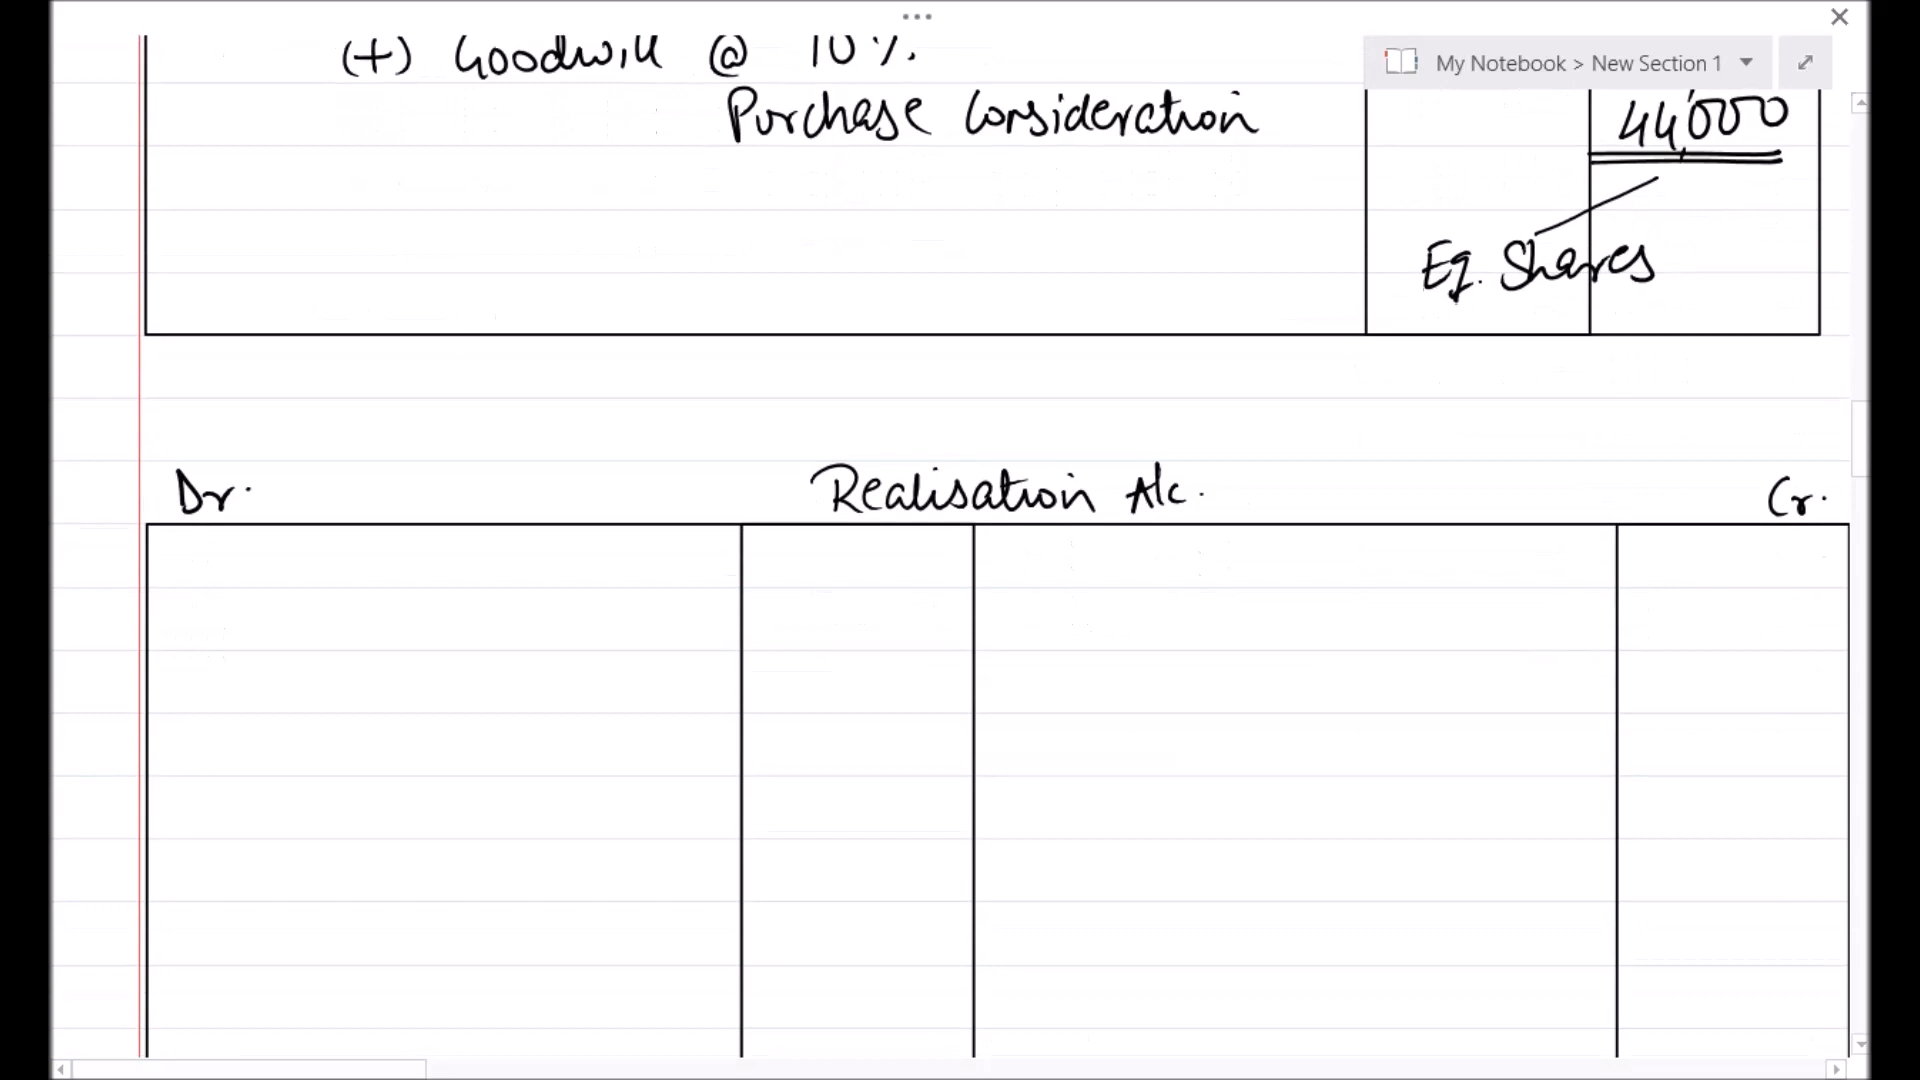 (+) Goodwill @ 10%.
My Notebook > New Section 1
Purchase Consideration 44,000
Eq. Shares
Dr. Realisation A/c. Cr.